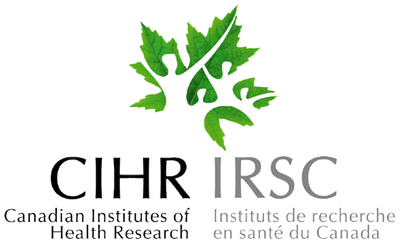 CIHR IRSC
Canadian Institutes of Health Research
Instituts de recherche en santé du Canada